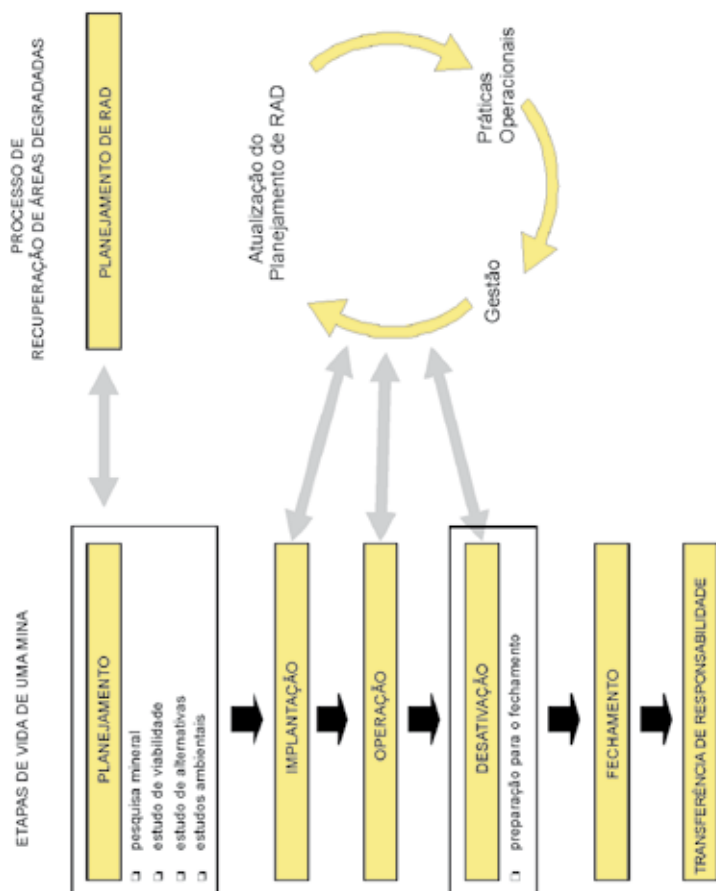 ETAPAS DE VIDA DE UMA MINA
PLANEJAMENTO
pesquisa mineral
estudo de viabilidade
estudo de alternativas
estudos ambientais
IMPLANTAÇÃO
OPERAÇÃO
DESATIVAÇÃO
preparação para o fechamento
FECHAMENTO
TRANSFERÊNCIA DE RESPONSABILIDADE
PROCESSO DE
RECUPERAÇÃO DE ÁREAS DEGRADADAS
PLANEJAMENTO DE RAD
Atualização do
Planejamento de RAD
Práticas
Operacionais
Gestão